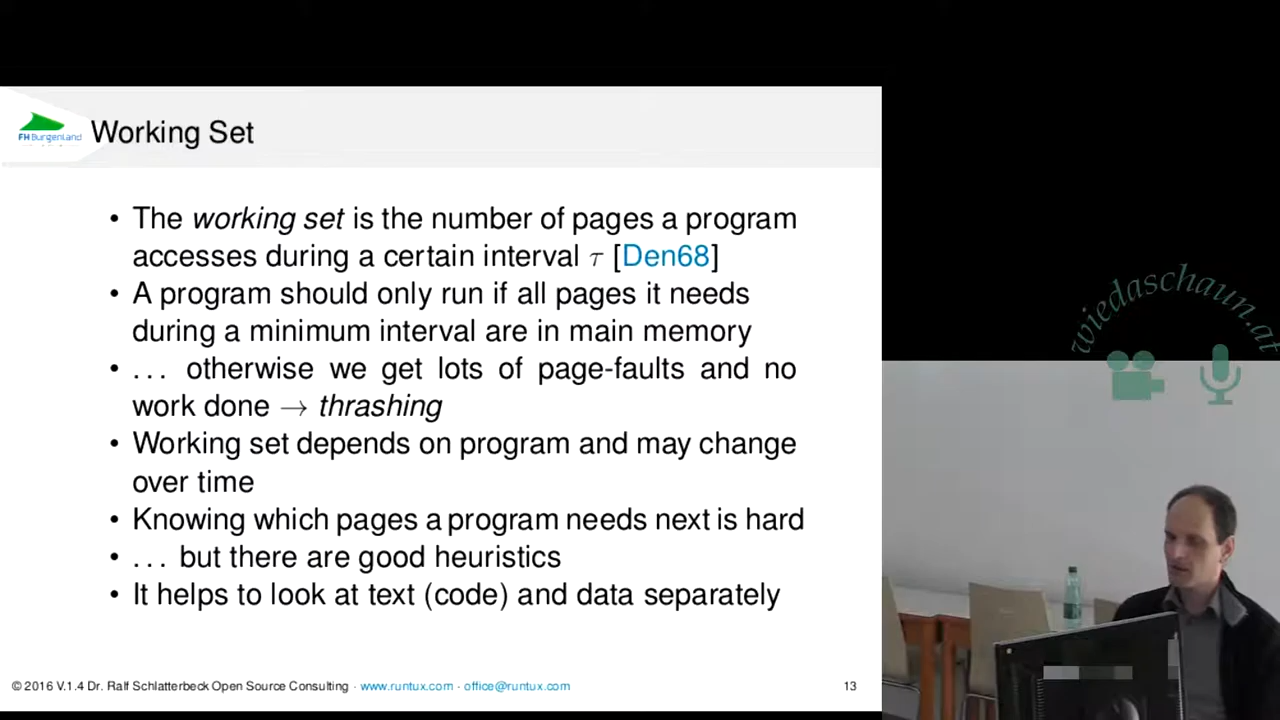 FH Burgenland
Working Set
• The working set is the number of pages a program
accesses during a certain interval τ [Den68]
• A program should only run if all pages it needs
during a minimum interval are in main memory
• . . . otherwise we get lots of page-faults and no
work done → thrashing
• Working set depends on program and may change
over time
• Knowing which pages a program needs next is hard
• . . . but there are good heuristics
• It helps to look at text (code) and data separately
© 2016 V.1.4 Dr. Ralf Schlatterbeck Open Source Consulting · www.runtux.com · office@runtux.com
13
wiedaschaun.at